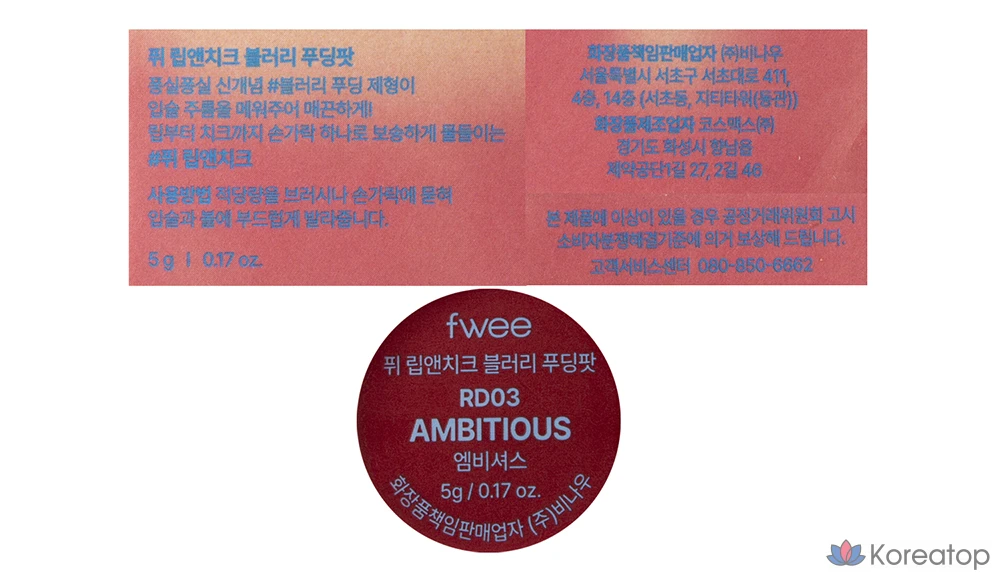 퓌 립앤치크 블러리 푸딩팟
퐁실퐁실 신개념 #블러리 푸딩 제형이
입술 주름을 메워주어 매끈하게!
립부터 치크까지 손가락 하나로 보송하게 물들이는
#퓌 립앤치크
사용방법 적당량을 브러시나 손가락에 묻혀
입술과 볼에 부드럽게 발라줍니다.
5 g | 0.17 oz.
화장품책임판매업자 (주)비나우
서울특별시 서초구 서초대로 411,
4층, 14층 (서초동, 지티타워(동관))
화장품제조업자 코스맥스(주)
경기도 화성시 향남읍
제약공단1길 27, 2길 46
본 제품에 이상이 있을 경우 공정거래위원회 고시
소비자분쟁해결기준에 의거 보상해 드립니다.
고객서비스센터 080-850-6662
fwee
퓌 립앤치크 블러리 푸딩팟
RD03
AMBITIOUS
엠비셔스
5g / 0.17 oz.
화장품책임판매업자 (주)비나우
Koreatop